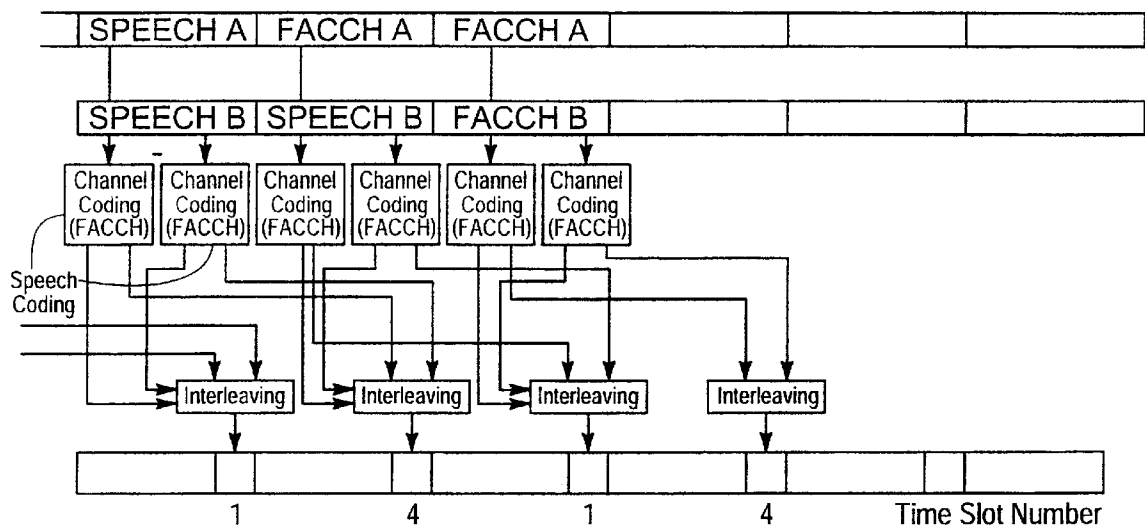 SPEECH A FACCH A FACCH A
SPEECH B SPEECH B FACCH B
Channel Coding (FACCH)
Channel Coding (FACCH)
Channel Coding (FACCH)
Channel Coding (FACCH)
Channel Coding (FACCH)
Channel Coding (FACCH)
Speech
Coding
Interleaving Interleaving Interleaving Interleaving
1 4 1 4 Time Slot Number